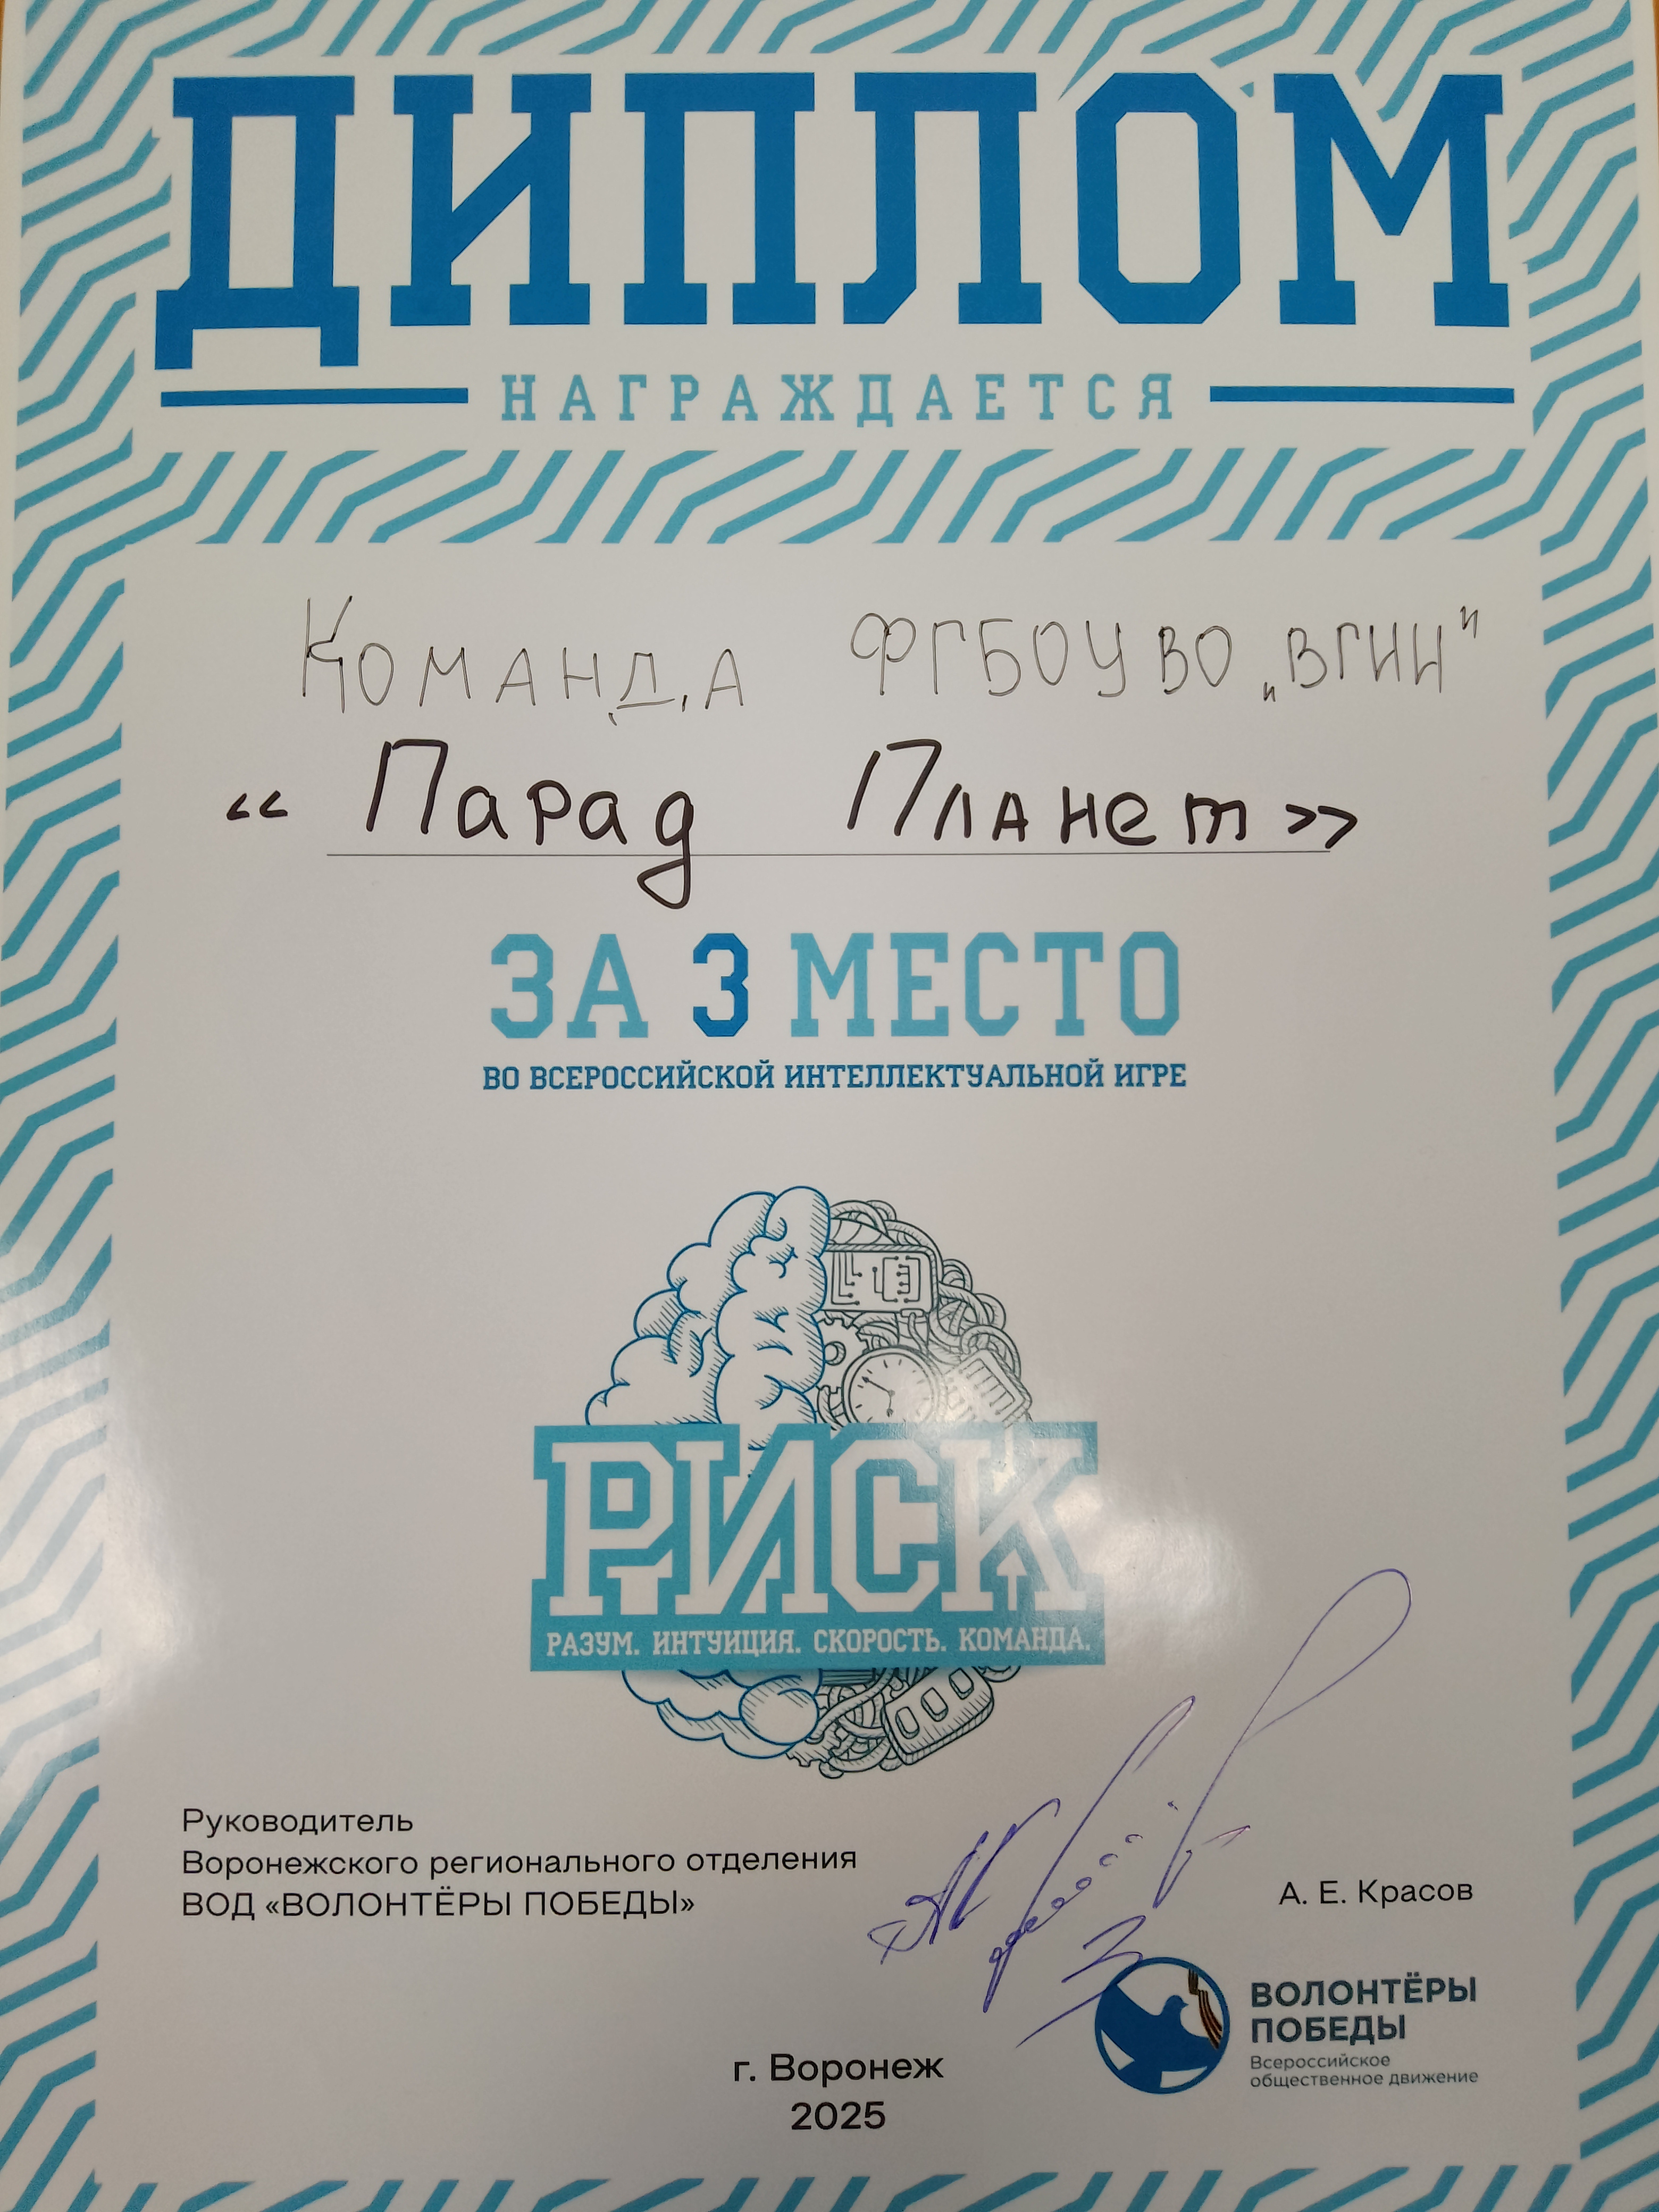 ДИПЛОМ
НАГРАЖДАЕТСЯ
КОМАНДА ФГБОУ ВО „ВГИИ"
« Парад Планет »
ЗА 3 МЕСТО
ВО ВСЕРОССИЙСКОЙ ИНТЕЛЛЕКТУАЛЬНОЙ ИГРЕ
РИСК
РАЗУМ. ИНТУИЦИЯ. СКОРОСТЬ. КОМАНДА.
Руководитель
Воронежского регионального отделения
ВОД «ВОЛОНТЁРЫ ПОБЕДЫ»
А. Е. Красов
ВОЛОНТЁРЫ
ПОБЕДЫ
Всероссийское
общественное движение
г. Воронеж
2025